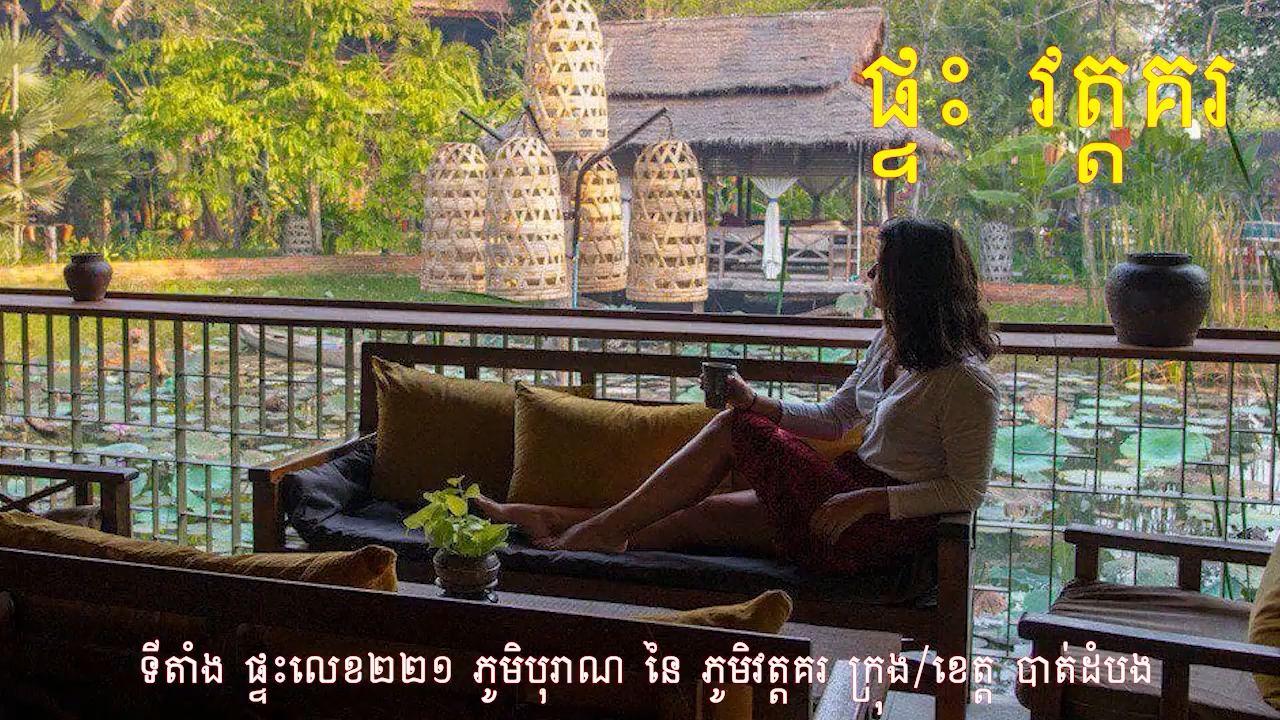 ផ្ទះ វត្តគរ
ទីតាំង ផ្ទះលេខ២២១ ភូមិបុរាណ នៃ ភូមិវត្តគរ ក្រុង/ខេត្ត បាត់ដំបង